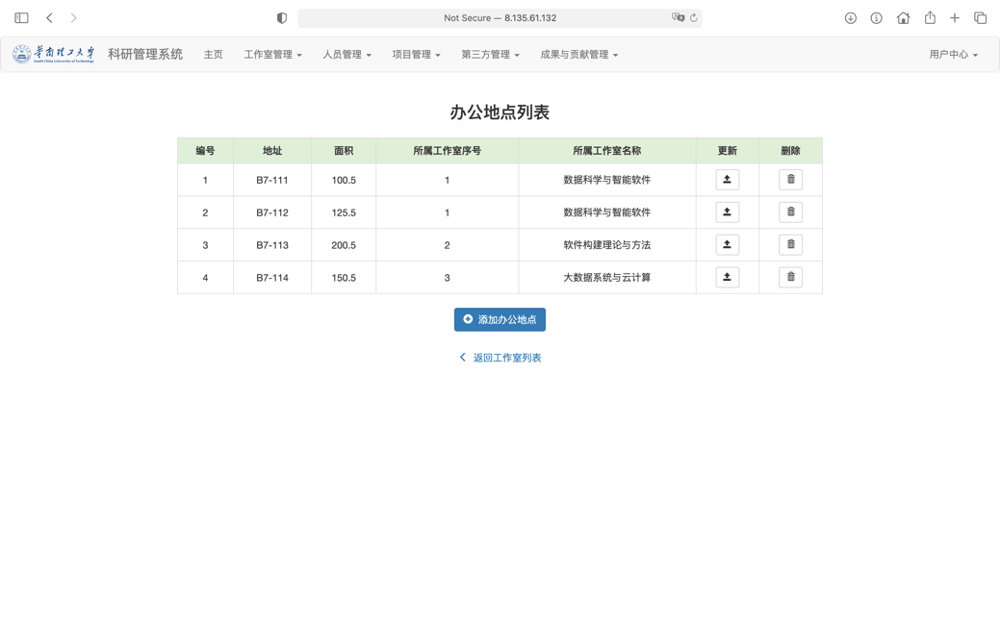 Not Secure — 8.135.61.132
华南理工大学 South China University of Technology 科研管理系统 主页 工作室管理 人员管理 项目管理 第三方管理 成果与贡献管理 用户中心
办公地点列表
编号 地址 面积 所属工作室序号 所属工作室名称 更新 删除
1 B7-111 100.5 1 数据科学与智能软件
2 B7-112 125.5 1 数据科学与智能软件
3 B7-113 200.5 2 软件构建理论与方法
4 B7-114 150.5 3 大数据系统与云计算
添加办公地点
返回工作室列表